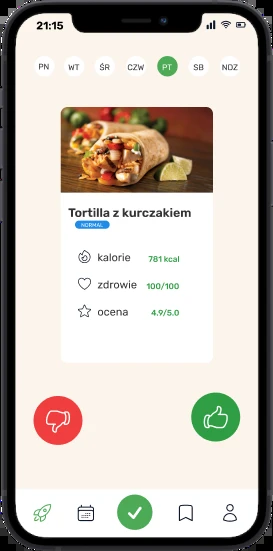 21:15
PN WT ŚR CZW PT SB NDZ
Tortilla z kurczakiem
NORMAL
kalorie 781 kcal
zdrowie 100/100
ocena 4.9/5.0